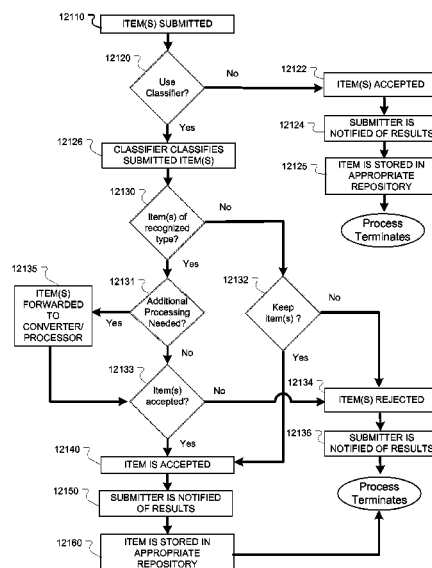 12110
ITEM(S) SUBMITTED
12120
Use
Classifier?
No
Yes
12122
ITEM(S) ACCEPTED
12124
SUBMITTER IS
NOTIFIED OF RESULTS
12125
ITEM IS STORED IN
APPROPRIATE
REPOSITORY
Process
Terminates
12126
CLASSIFIER CLASSIFIES
SUBMITTED ITEM(S)
12130
Item(s) of
recognized
type?
No
Yes
12135
ITEM(S)
FORWARDED
TO
CONVERTER/
PROCESSOR
12131
Additional
Processing
Needed?
Yes
No
12132
Keep
item(s) ?
No
Yes
12133
Item(s)
accepted?
No
Yes
12134
ITEM(S) REJECTED
12136
SUBMITTER IS
NOTIFIED OF RESULTS
Process
Terminates
12140
ITEM IS ACCEPTED
12150
SUBMITTER IS NOTIFIED
OF RESULTS
12160
ITEM IS STORED IN
APPROPRIATE
REPOSITORY